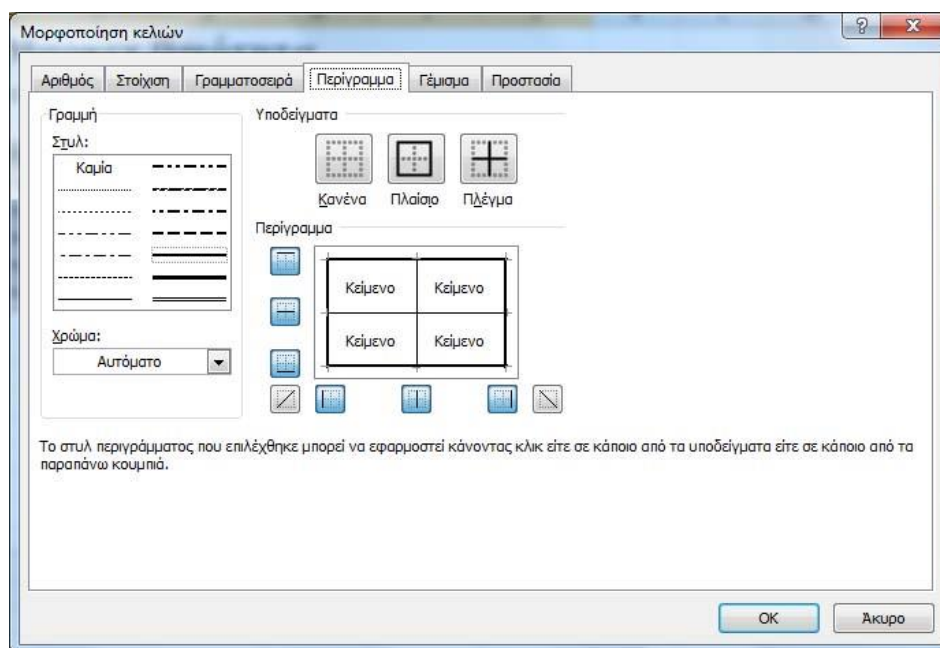 Μορφοποίηση κελιών
Αριθμός Στοίχιση Γραμματοσειρά Περίγραμμα Γέμισμα Προστασία
Γραμμή
Στυλ:
Καμία
Χρώμα:
Αυτόματο
Υποδείγματα
Κανένα Πλαίσιο Πλέγμα
Περίγραμμα
Κείμενο Κείμενο
Κείμενο Κείμενο
Το στυλ περιγράμματος που επιλέχθηκε μπορεί να εφαρμοστεί κάνοντας κλικ είτε σε κάποιο από τα υποδείγματα είτε σε κάποιο από τα
παραπάνω κουμπιά.
OK Άκυρο